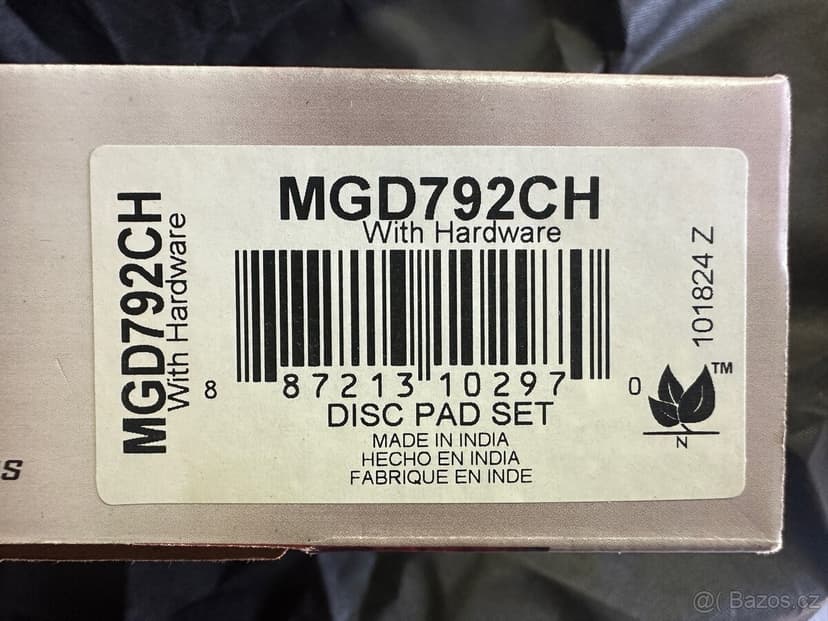 MGD792CH
With Hardware
MGD792CH
With Hardware
8 87213 10297 0
DISC PAD SET
MADE IN INDIA
HECHO EN INDIA
FABRIQUE EN INDE
101824 Z
TM
N
S
@( Bazos.cz